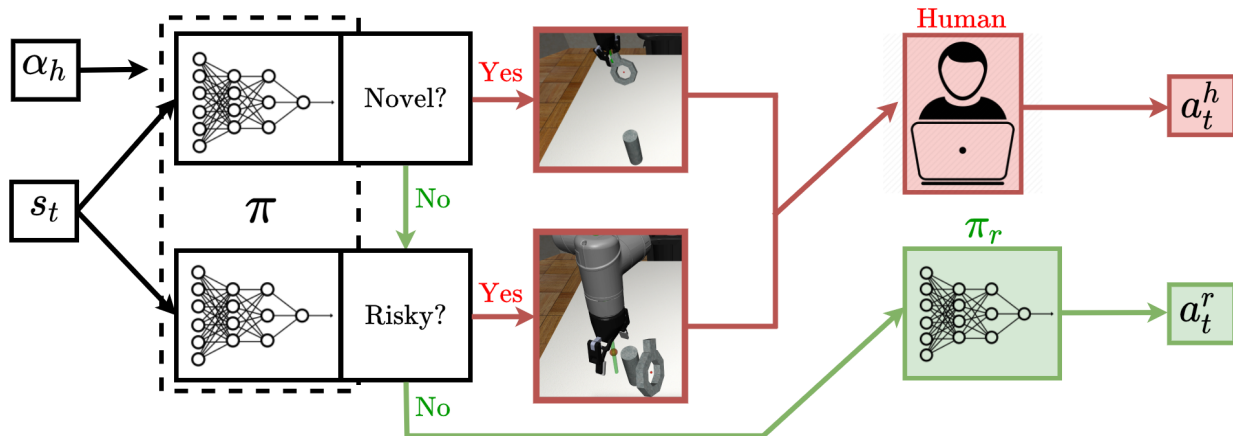 Human
α_h
Novel?
Yes
a_t^h
s_t
π
No
π_r
Risky?
Yes
a_t^r
No